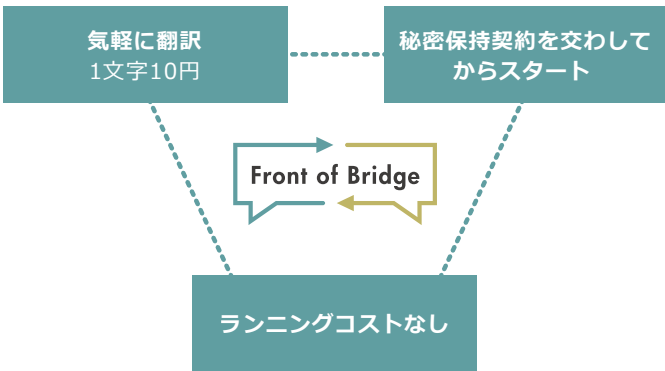 気軽に翻訳
1文字10円
秘密保持契約を交わして
からスタート
Front of Bridge
ランニングコストなし